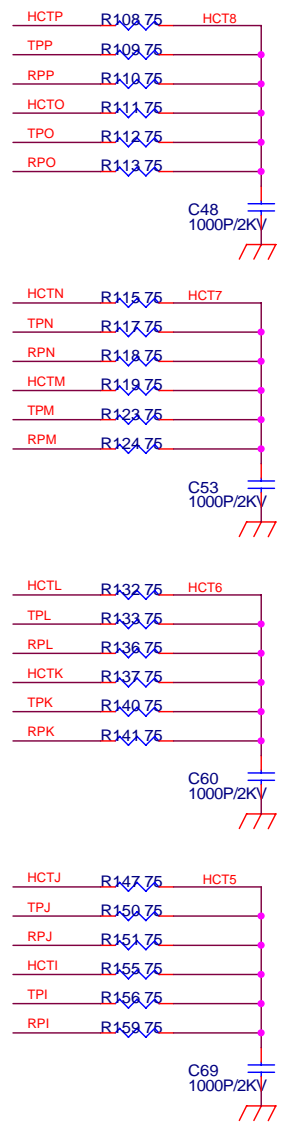 HCTP R108 75 HCT8
TPP R109 75
RPP R110 75
HCTO R111 75
TPO R112 75
RPO R113 75
C48
1000P/2KV
HCTN R115 75 HCT7
TPN R117 75
RPN R118 75
HCTM R119 75
TPM R123 75
RPM R124 75
C53
1000P/2KV
HCTL R132 75 HCT6
TPL R133 75
RPL R136 75
HCTK R137 75
TPK R140 75
RPK R141 75
C60
1000P/2KV
HCTJ R147 75 HCT5
TPJ R150 75
RPJ R151 75
HCTI R155 75
TPI R156 75
RPI R159 75
C69
1000P/2KV